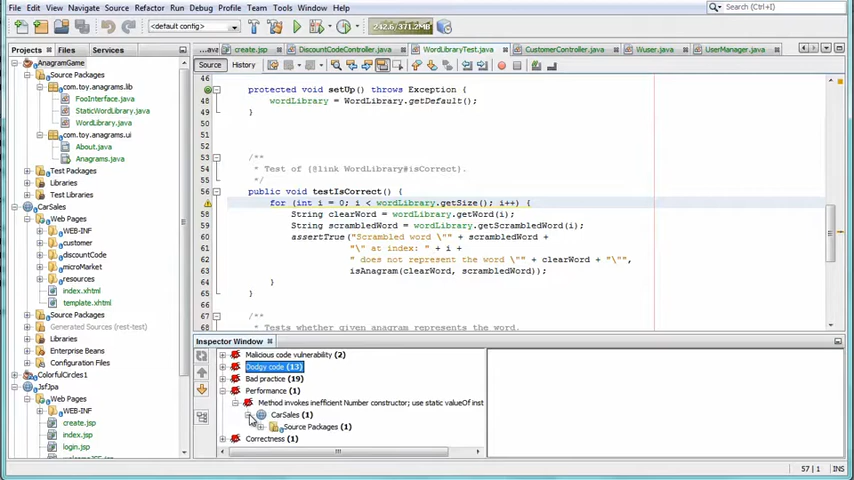 File Edit View Navigate Source Refactor Run Debug Profile Team Tools Window Help
Search (Ctrl+I)
<default config>
242.6/371.2MB
Projects Files Services
...ava create.jsp DiscountCodeController.java WordLibraryTest.java CustomerController.java Wuser.java UserManager.java
Source History
AnagramGame
Source Packages
com.toy.anagrams.lib
FooInterface.java
StaticWordLibrary.java
WordLibrary.java
com.toy.anagrams.ui
About.java
Anagrams.java
Test Packages
Libraries
Test Libraries
CarSales
Web Pages
WEB-INF
customer
discountCode
microMarket
resources
index.xhtml
template.xhtml
Source Packages
Generated Sources (rest-test)
Libraries
Enterprise Beans
Configuration Files
ColorfulCircles1
JsfJpa
Web Pages
WEB-INF
create.jsp
index.jsp
login.jsp
46
protected void setUp() throws Exception {
48 wordLibrary = WordLibrary.getDefault();
49 }
50
51
52
53 /**
54 * Test of {@link WordLibrary#isCorrect}.
55 */
56 public void testIsCorrect() {
for (int i = 0; i < wordLibrary.getSize(); i++) {
58 String clearWord = wordLibrary.getWord(i);
59 String scrambledWord = wordLibrary.getScrambledWord(i);
60 assertTrue("Scrambled word \"" + scrambledWord +
61 "\" at index: " + i +
62 " does not represent the word \"" + clearWord + "\"",
63 isAnagram(clearWord, scrambledWord));
64 }
65 }
66
67 /**
68 * Tests whether given anagram represents the word.
Inspector Window
Malicious code vulnerability (2)
Dodgy code (13)
Bad practice (19)
Performance (1)
Method invokes inefficient Number constructor; use static valueOf inst
CarSales (1)
Source Packages (1)
Correctness (1)
57 | 1 INS